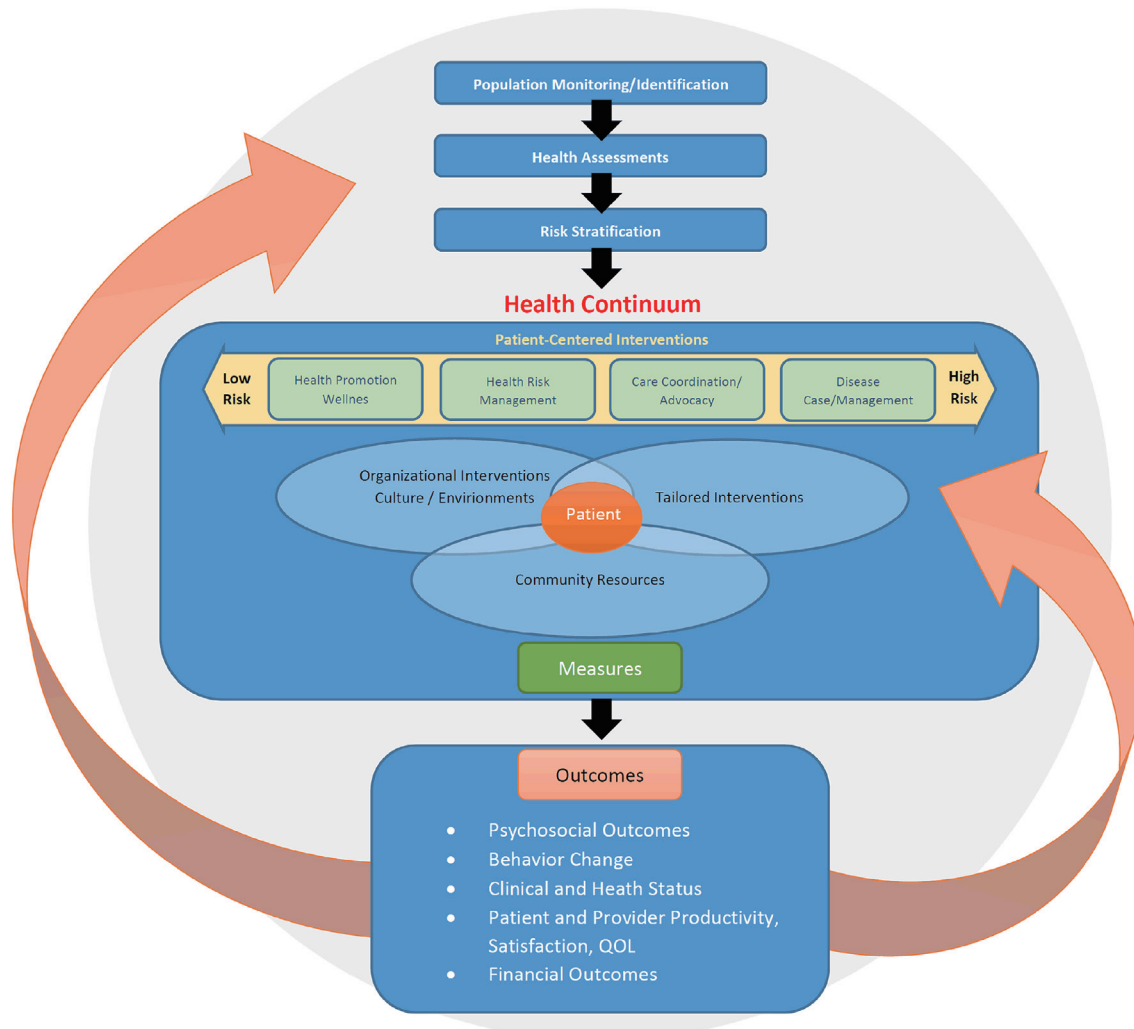 Population Monitoring/Identification
Health Assessments
Risk Stratification
Health Continuum
Patient-Centered Interventions
Low
Risk
Health Promotion
Wellnes
Health Risk
Management
Care Coordination/
Advocacy
Disease
Case/Management
High
Risk
Organizational Interventions
Culture / Envirionments
Tailored Interventions
Patient
Community Resources
Measures
Outcomes
• Psychosocial Outcomes
• Behavior Change
• Clinical and Heath Status
• Patient and Provider Productivity,
Satisfaction, QOL
• Financial Outcomes